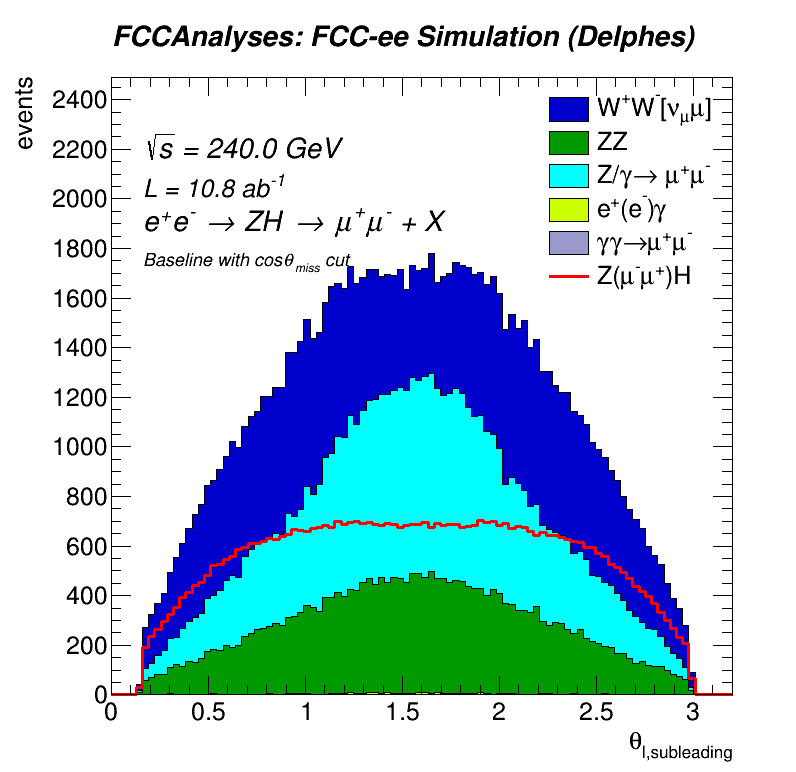 FCCAnalyses: FCC-ee Simulation (Delphes)
events
2400
2200
2000
1800
1600
1400
1200
1000
800
600
400
200
0
√s = 240.0 GeV
L = 10.8 ab⁻¹
e⁺e⁻ → ZH → μ⁺μ⁻ + X
Baseline with cosθ_miss cut
W⁺W⁻[ν_μμ]
ZZ
Z/γ→ μ⁺μ⁻
e⁺(e⁻)γ
γγ→μ⁺μ⁻
Z(μ⁻μ⁺)H
0 0.5 1 1.5 2 2.5 3
θ_l,subleading